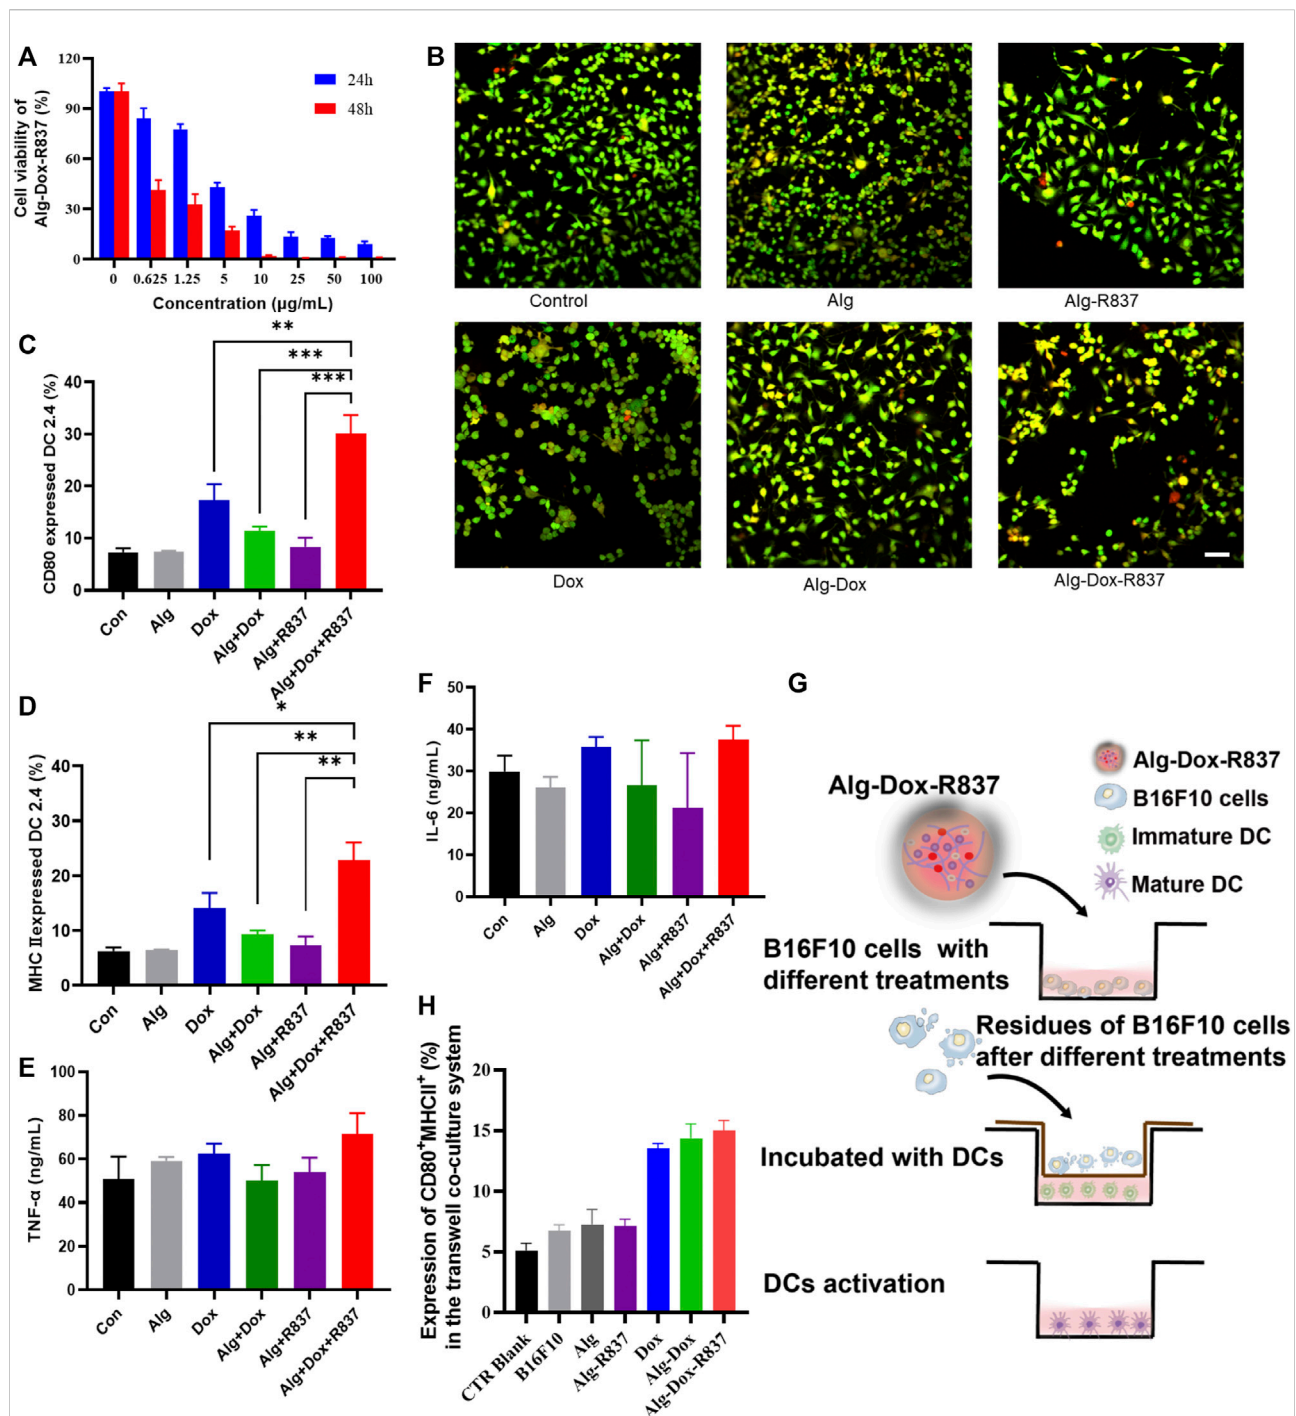 A
Cell viability of
Alg-Dox-R837 (%)
120
90
60
30
0
24h
48h
0 0.625 1.25 5 10 25 50 100
Concentration (µg/mL)
B
Control
Alg
Alg-R837
Dox
Alg-Dox
Alg-Dox-R837
C
CD80 expressed DC 2.4 (%)
40
30
20
10
0
**
***
***
Con
Alg
Dox
Alg+Dox
Alg+R837
Alg+Dox+R837
D
MHC IIexpressed DC 2.4 (%)
40
30
20
10
0
*
**
**
Con
Alg
Dox
Alg+Dox
Alg+R837
Alg+Dox+R837
E
TNF-α (ng/mL)
100
80
60
40
20
0
Con
Alg
Dox
Alg+Dox
Alg+R837
Alg+Dox+R837
F
IL-6 (ng/mL)
50
40
30
20
10
0
Con
Alg
Dox
Alg+Dox
Alg+R837
Alg+Dox+R837
G
Alg-Dox-R837
Alg-Dox-R837
B16F10 cells
Immature DC
Mature DC
B16F10 cells with
different treatments
Residues of B16F10 cells
after different treatments
Incubated with DCs
DCs activation
H
Expression of CD80⁺MHCII⁺ (%)
in the transwell co-culture system
20
15
10
5
0
CTR Blank
B16F10
Alg
Alg-R837
Dox
Alg-Dox
Alg-Dox-R837